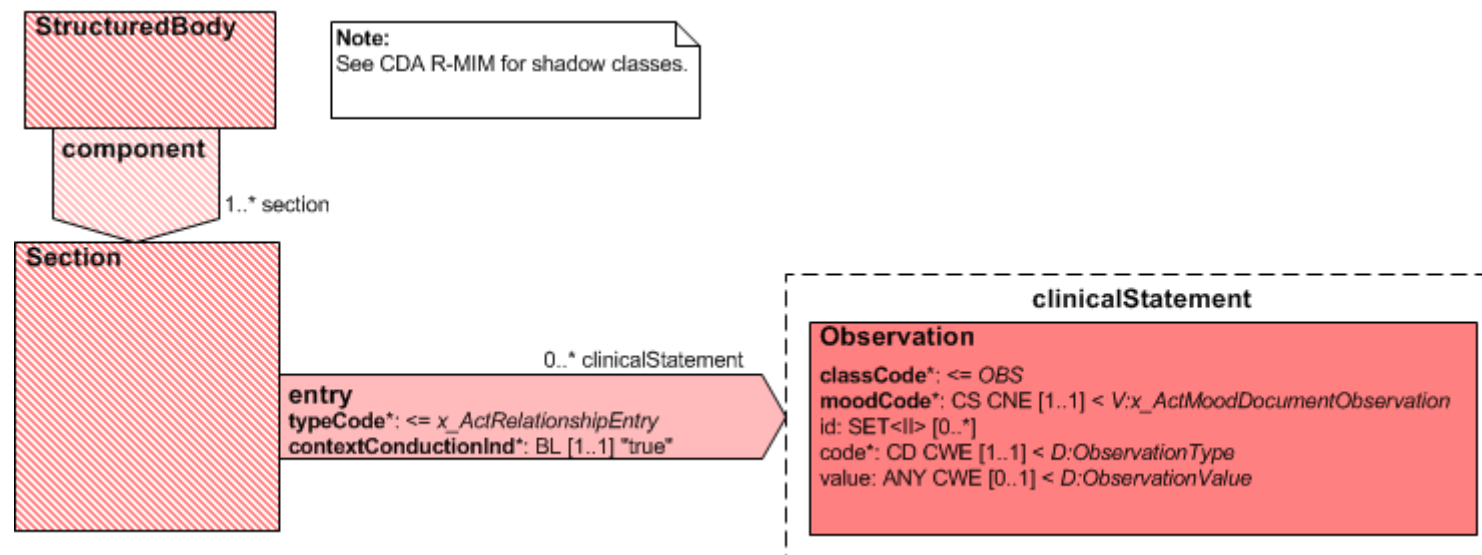 StructuredBody
Note:
See CDA R-MIM for shadow classes.
component
1..* section
Section
clinicalStatement
Observation
0..* clinicalStatement
classCode*: <= OBS
entry
moodCode*: CS CNE [1..1] < V:x_ActMoodDocumentObservation
typeCode*: <= x_ActRelationshipEntry
id: SET<II> [0..*]
contextConductionInd*: BL [1..1] "true"
code*: CD CWE [1..1] < D:ObservationType
value: ANY CWE [0..1] < D:ObservationValue